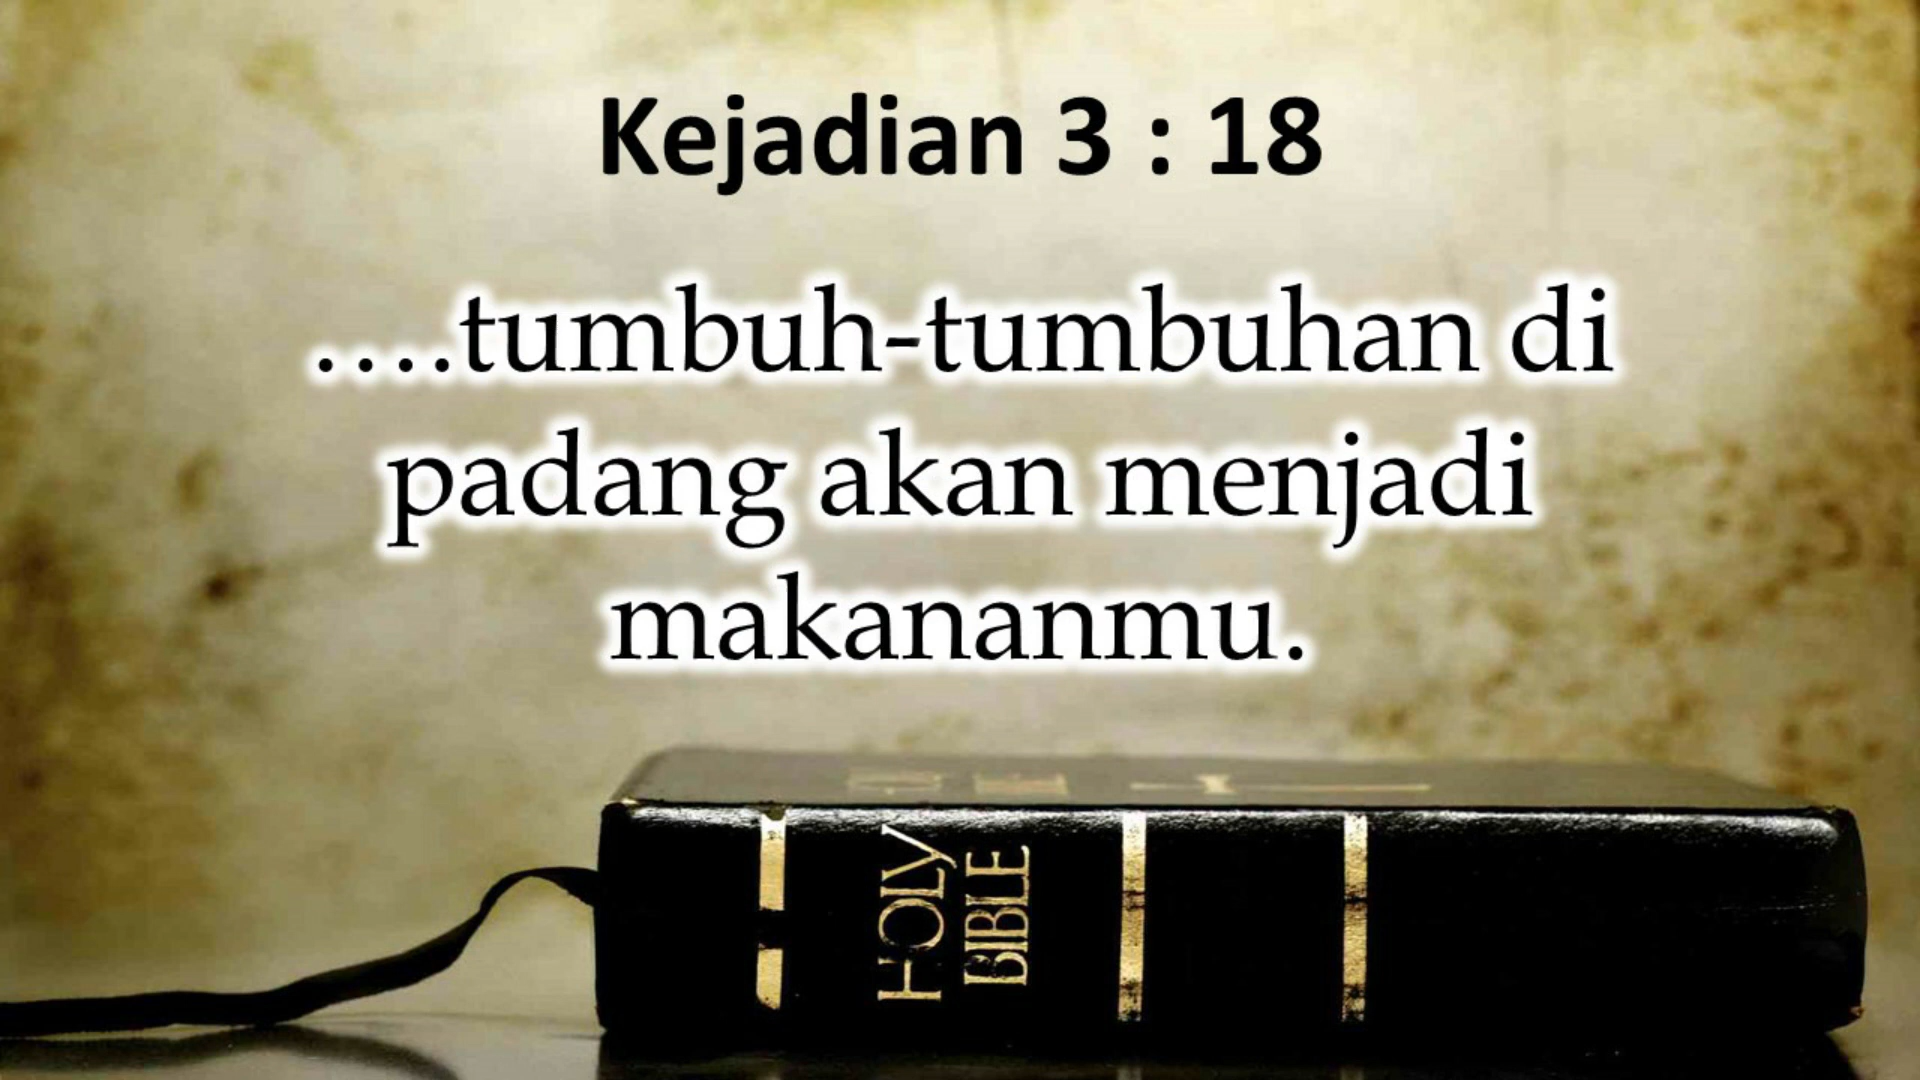 Kejadian 3 : 18
....tumbuh-tumbuhan di
padang akan menjadi
makananmu.
HOLY
BIBLE